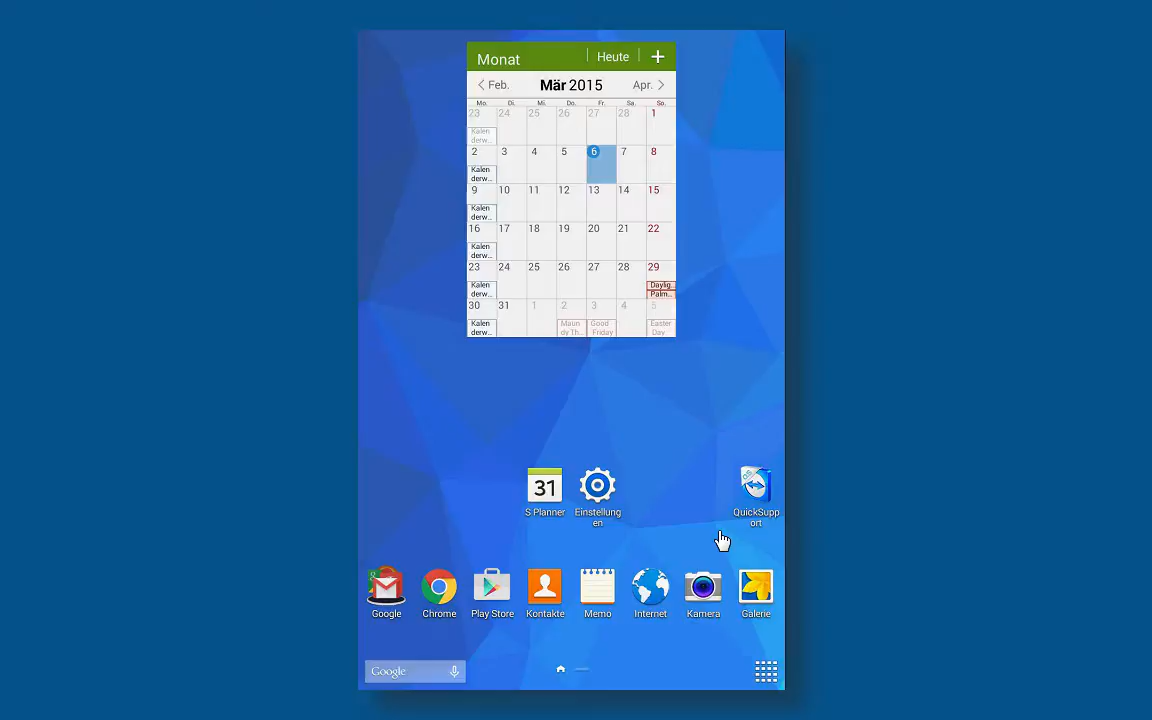 Monat Heute +
Feb. Mär 2015 Apr.
Mo. Di. Mi. Do. Fr. Sa. So.
23 24 25 26 27 28 1
Kalen
derw...
2 3 4 5 6 7 8
Kalen
derw...
9 10 11 12 13 14 15
Kalen
derw...
16 17 18 19 20 21 22
Kalen
derw...
23 24 25 26 27 28 29
Kalen Daylig..
derw... Palm...
30 31 1 2 3 4 5
Kalen Maun Good Easter
derw... dy Th... Friday Day
31
S Planner Einstellung QuickSupp
en ort
Google Chrome Play Store Kontakte Memo Internet Kamera Galerie
Google